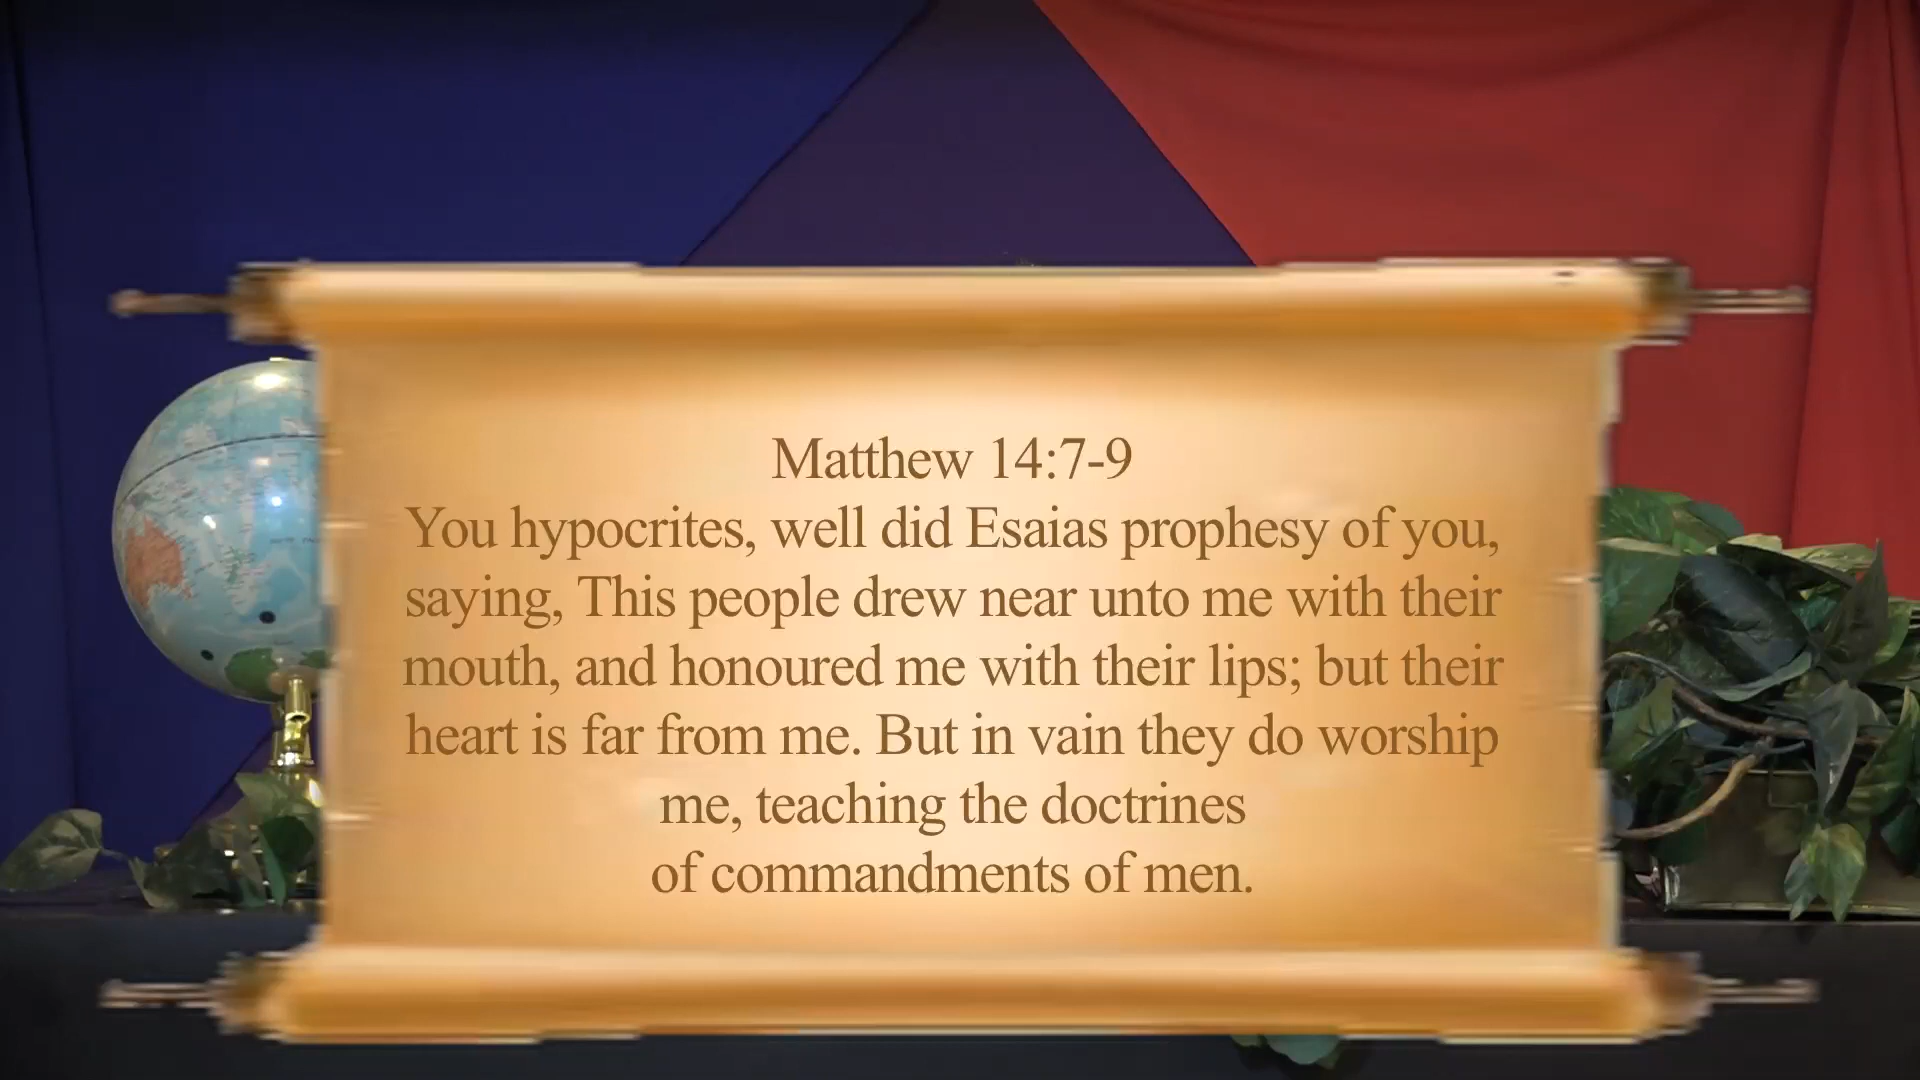 Matthew 14:7-9
You hypocrites, well did Esaias prophesy of you,
saying, This people drew near unto me with their
mouth, and honoured me with their lips; but their
heart is far from me. But in vain they do worship
me, teaching the doctrines
of commandments of men.